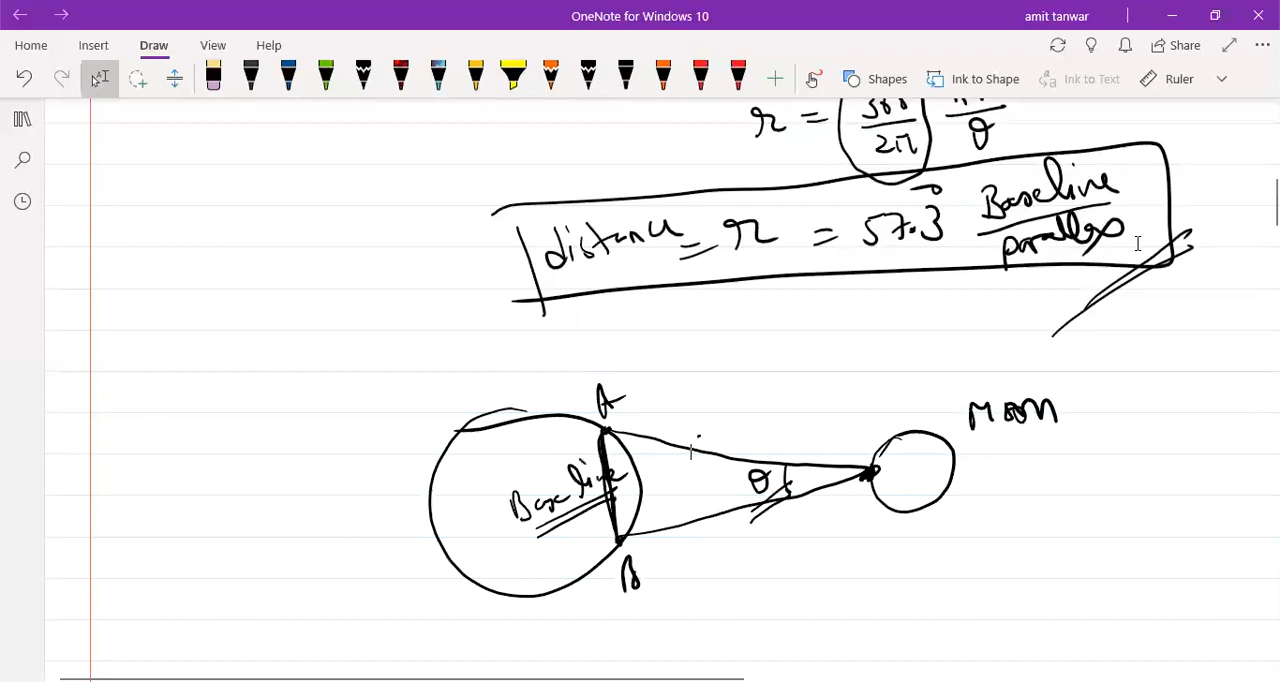 OneNote for Windows 10
amit tanwar
Home Insert Draw View Help
Share
Shapes Ink to Shape Ink to Text Ruler
r = (360/2π) /θ
distance = r = 57.3° Baseline/parallax
A
Moon
Baseline
θ
B